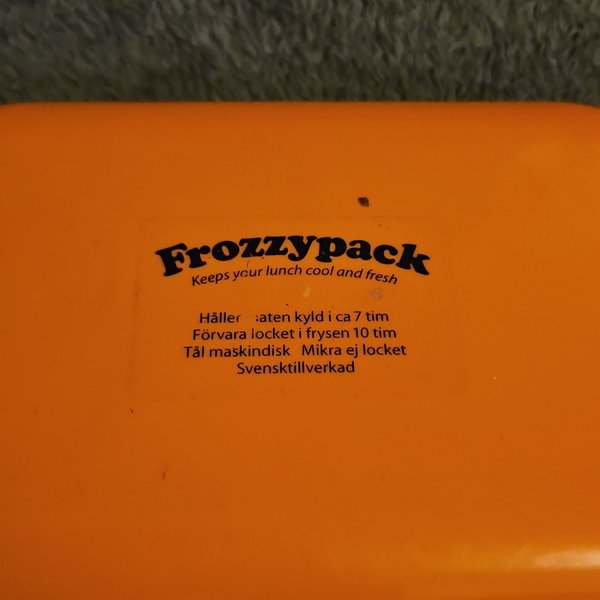 Frozzypack
Keeps your lunch cool and fresh
Håller aten kyld i ca 7 tim
Förvara locket i frysen 10 tim
Tål maskindisk Mikra ej locket
Svensktillverkad